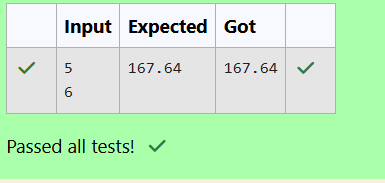 Input Expected Got
5 167.64 167.64
6
Passed all tests!